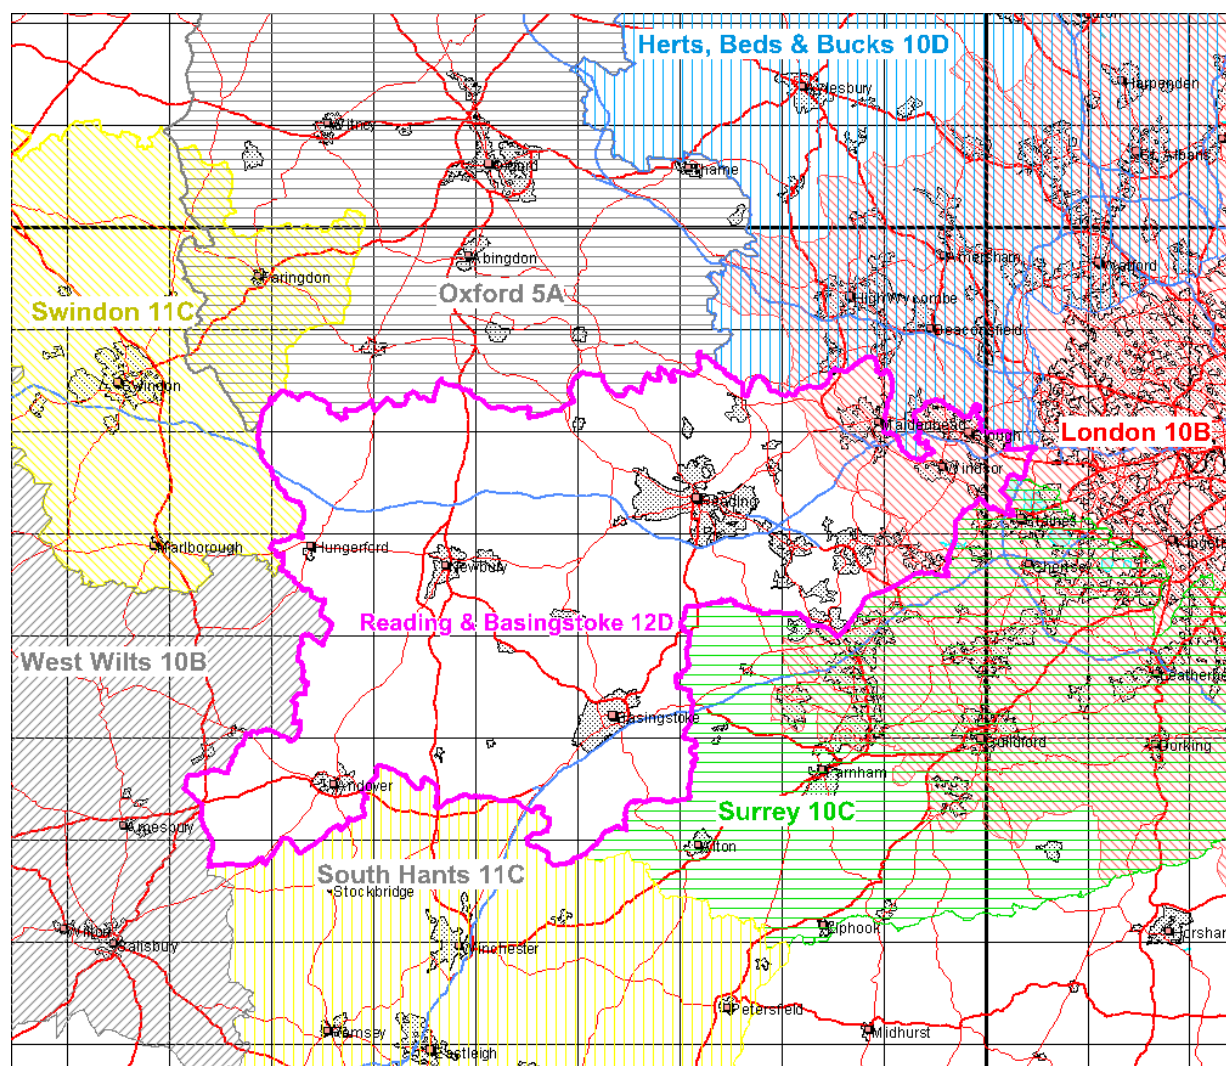 Herts, Beds & Bucks 10D
Harpenden
Aylesbury
Witney
St. Albans
Oxford
Thame
Abingdon
Amersham
Watford
Faringdon
Oxford 5A
High Wycombe
Swindon 11C
Beaconsfield
Swindon
Maidenhead
Slough
London 10B
Windsor
Reading
Staines
Marlborough
Hungerford
Newbury
Chertsey
Reading & Basingstoke 12D
West Wilts 10B
Basingstoke
Guildford
Dorking
Farnham
Andover
Surrey 10C
Amesbury
Alton
South Hants 11C
Stockbridge
Wilton
Salisbury
Winchester
Liphook
Horsham
Petersfield
Romsey
Midhurst
Eastleigh